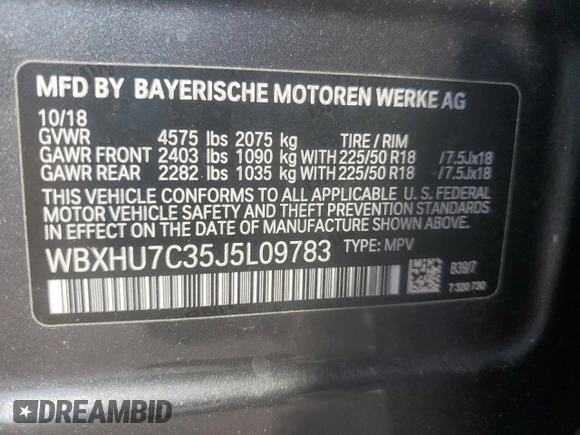 MFD BY BAYERISCHE MOTOREN WERKE AG
10/18
GVWR 4575 lbs 2075 kg TIRE / RIM
GAWR FRONT 2403 lbs 1090 kg WITH 225/50 R18 /7.5Jx18
GAWR REAR 2282 lbs 1035 kg WITH 225/50 R18 /7.5Jx18
THIS VEHICLE CONFORMS TO ALL APPLICABLE U. S. FEDERAL
MOTOR VEHICLE SAFETY AND THEFT PREVENTION STANDARDS
IN EFFECT ON THE DATE OF MANUFACTURE SHOWN ABOVE.
WBXHU7C35J5L09783 TYPE: MPV
B39/7
7 320 730
DREAMBID